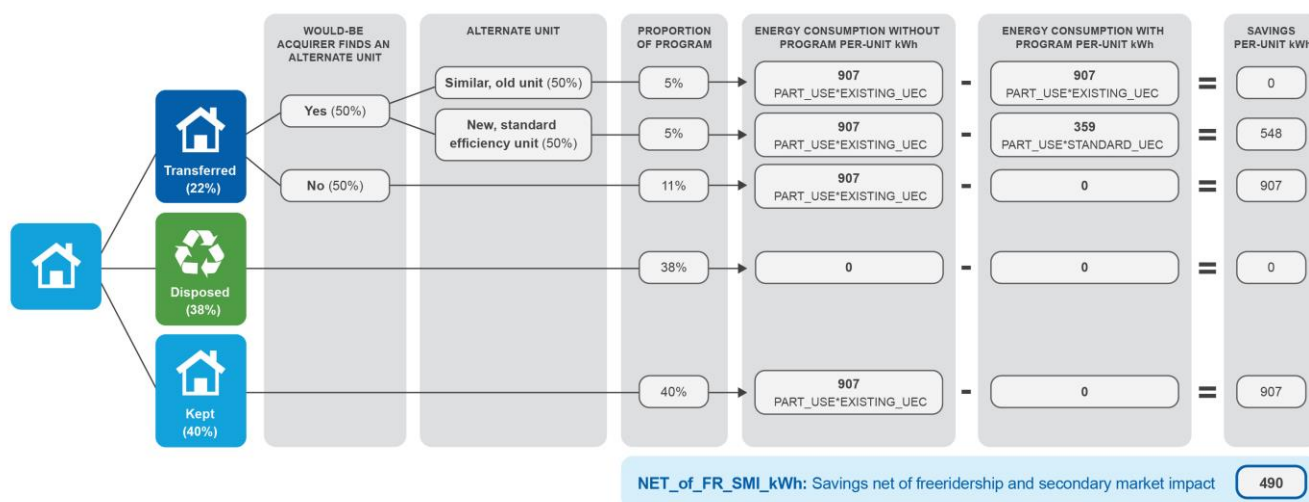 WOULD-BE
ACQUIRER FINDS AN
ALTERNATE UNIT
ALTERNATE UNIT
PROPORTION
OF PROGRAM
ENERGY CONSUMPTION WITHOUT
PROGRAM PER-UNIT kWh
ENERGY CONSUMPTION WITH
PROGRAM PER-UNIT kWh
SAVINGS
PER-UNIT kWh
Transferred
(22%)
Yes (50%)
Similar, old unit (50%)
5%
907
PART_USE*EXISTING_UEC
-
907
PART_USE*EXISTING_UEC
=
0
New, standard
efficiency unit (50%)
5%
907
PART_USE*EXISTING_UEC
-
359
PART_USE*STANDARD_UEC
=
548
No (50%)
11%
907
PART_USE*EXISTING_UEC
-
0
=
907
Disposed
(38%)
38%
0
-
0
=
0
Kept
(40%)
40%
907
PART_USE*EXISTING_UEC
-
0
=
907
NET_of_FR_SMI_kWh: Savings net of freeridership and secondary market impact
490